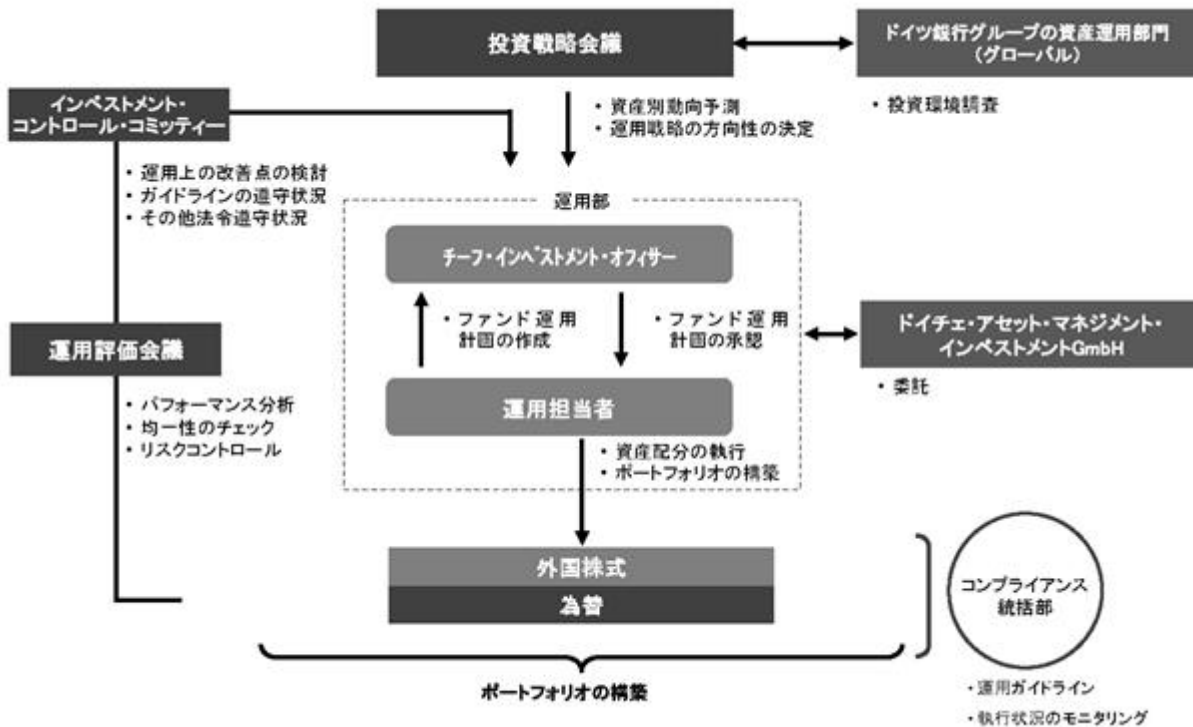 投資戦略会議
ドイツ銀行グループの資産運用部門
(グローバル)
・投資環境調査
・資産別動向予測
・運用戦略の方向性の決定
インベストメント・
コントロール・コミッティー
・運用上の改善点の検討
・ガイドラインの遵守状況
・その他法令遵守状況
運用部
チーフ・インベストメント・オフィサー
・ファンド運用
計画の作成
・ファンド運用
計画の承認
ドイチェ・アセット・マネジメント・
インベストメントGmbH
・委託
運用評価会議
・パフォーマンス分析
・均一性のチェック
・リスクコントロール
運用担当者
・資産配分の執行
・ポートフォリオの構築
外国株式
為替
コンプライアンス
統括部
ポートフォリオの構築
・運用ガイドライン
・執行状況のモニタリング